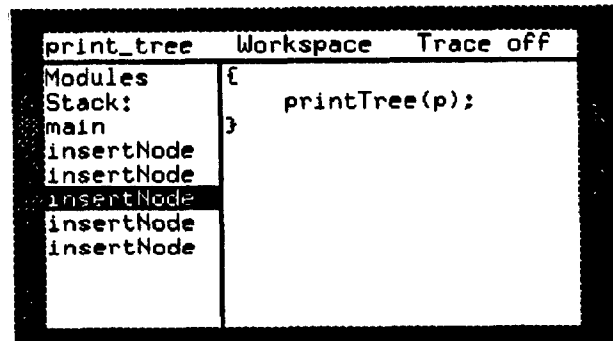 print_tree Workspace Trace off
Modules
Stack:
main
insertNode
insertNode
insertNode
insertNode
insertNode
{
printTree(p);
}